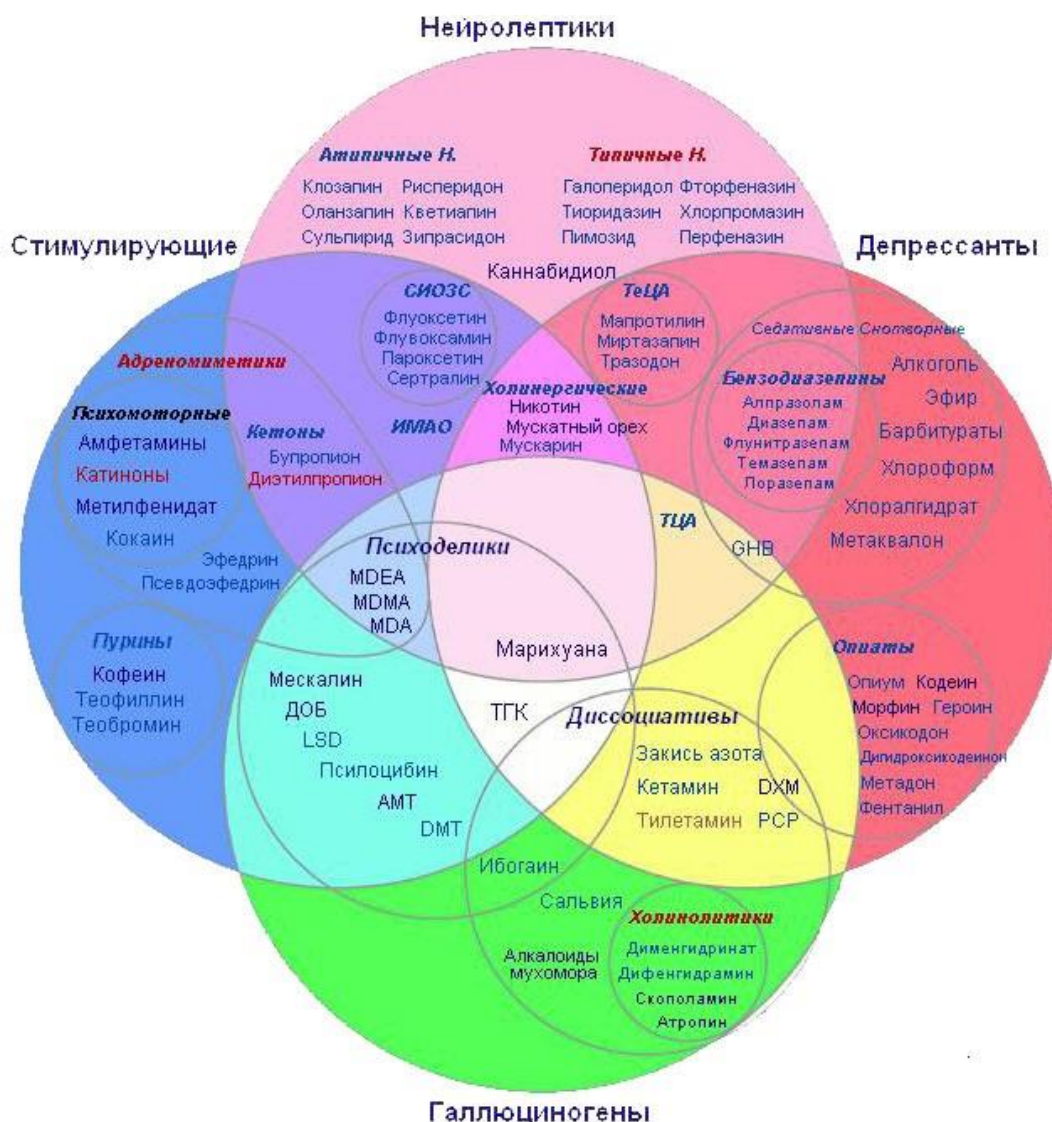 Нейролептики
Атипичные Н.
Типичные Н.
Клозапин Рисперидон
Оланзапин Кветиапин
Сульпирид Зипрасидон
Галоперидол Фторфеназин
Тиоридазин Хлорпромазин
Пимозид Перфеназин
Каннабидиол
Стимулирующие
Депрессанты
СИОЗС
Флуоксетин
Флувоксамин
Пароксетин
Сертралин
ТеЦА
Мапротилин
Миртазапин
Тразодон
Седативные Снотворные
Алкоголь
Эфир
Барбитураты
Хлороформ
Хлоралгидрат
Метаквалон
Бензодиазепины
Алпразолам
Диазепам
Флунитразепам
Темазепам
Лоразепам
GHB
Адреномиметики
Психомоторные
Амфетамины
Катиноны
Метилфенидат
Кокаин
Эфедрин
Псевдоэфедрин
Кетоны
Бупропион
Диэтилпропион
ИМАО
Холинергические
Никотин
Мускатный орех
Мускарин
ТЦА
Психоделики
MDEA
MDMA
MDA
Марихуана
Пурины
Кофеин
Теофиллин
Теобромин
Мескалин
ДОБ
LSD
Псилоцибин
AMT
DMT
ТГК
Диссоциативы
Закись азота
Кетамин DXM
Тилетамин PCP
Опиаты
Опиум Кодеин
Морфин Героин
Оксикодон
Дигидроксикодеинон
Метадон
Фентанил
Ибогаин
Сальвия
Алкалоиды
мухомора
Холинолитики
Дименгидринат
Дифенгидрамин
Скополамин
Атропин
Галлюциногены